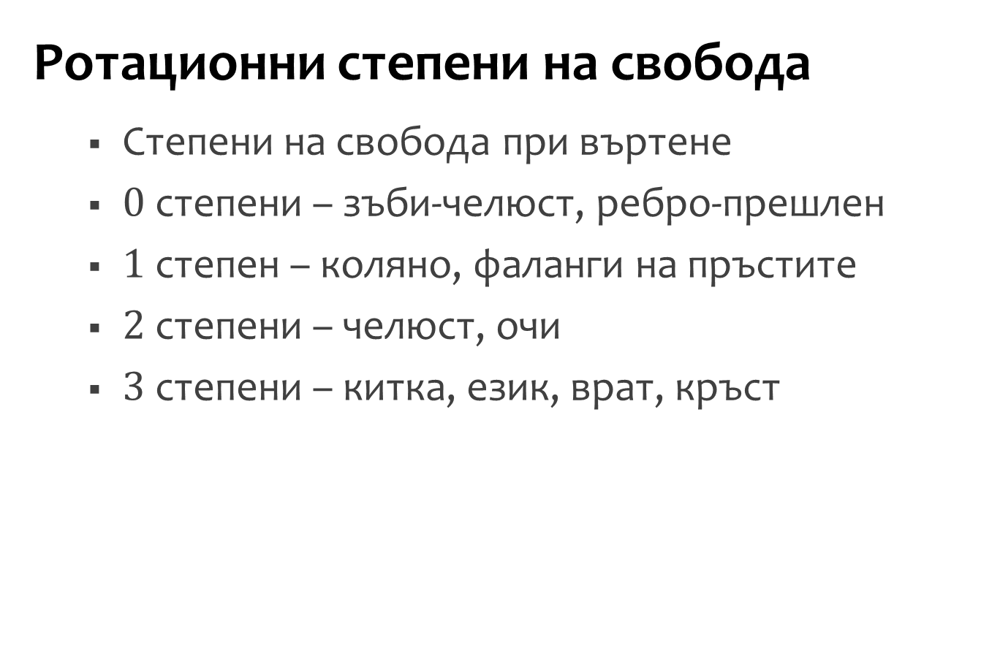 Ротационни степени на свобода
▪ Степени на свобода при въртене
▪ 0 степени – зъби-челюст, ребро-прешлен
▪ 1 степен – коляно, фаланги на пръстите
▪ 2 степени – челюст, очи
▪ 3 степени – китка, език, врат, кръст